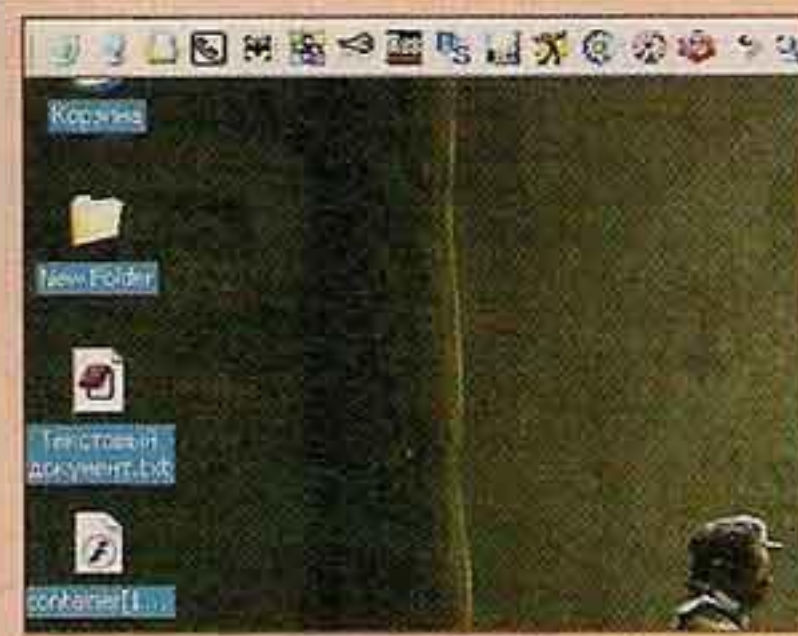 Корзина
New Folder
Текстовый
документ.txt
container[1...